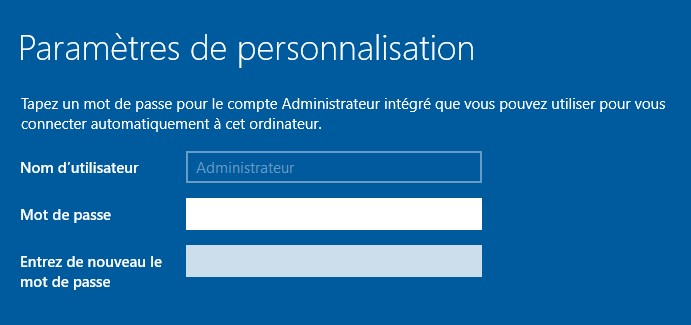 Paramètres de personnalisation
Tapez un mot de passe pour le compte Administrateur intégré que vous pouvez utiliser pour vous
connecter automatiquement à cet ordinateur.
Nom d'utilisateur
Administrateur
Mot de passe
Entrez de nouveau le
mot de passe